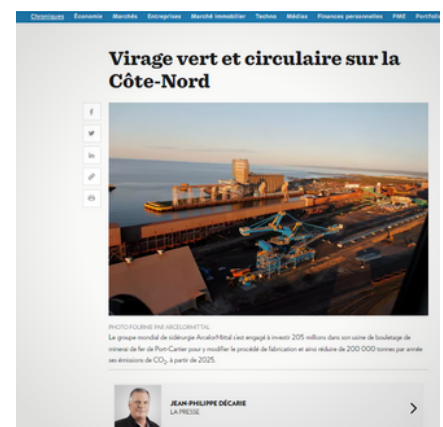 Chroniques Économie Marchés Entreprises Marché immobilier Techno Médias Finances personnelles PME Portfolio
Virage vert et circulaire sur la
Côte-Nord
PHOTO FOURNIE PAR ARCELORMITTAL
Le groupe mondial de sidérurgie ArcelorMittal s'est engagé à investir 205 millions dans son usine de bouletage de
minerai de fer de Port-Cartier pour y modifier le procédé de fabrication et ainsi réduire de 200 000 tonnes par année
ses émissions de CO2, à partir de 2025.
JEAN-PHILIPPE DÉCARIE
LA PRESSE